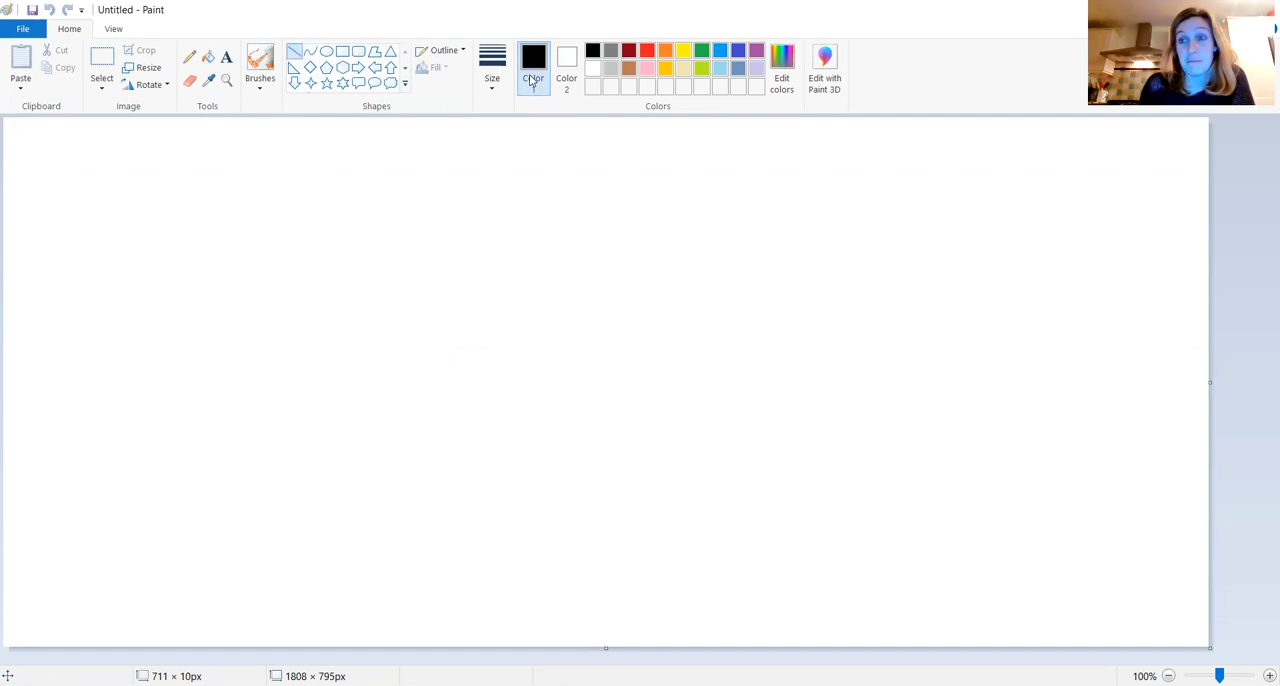 Untitled - Paint
File
Home
View
Paste
Cut
Copy
Clipboard
Select
Crop
Resize
Rotate
Image
A
Tools
Brushes
Shapes
Outline
Fill
Size
Color
1
Color
2
Colors
Edit
colors
Edit with
Paint 3D
711 × 10px
1808 × 795px
100%